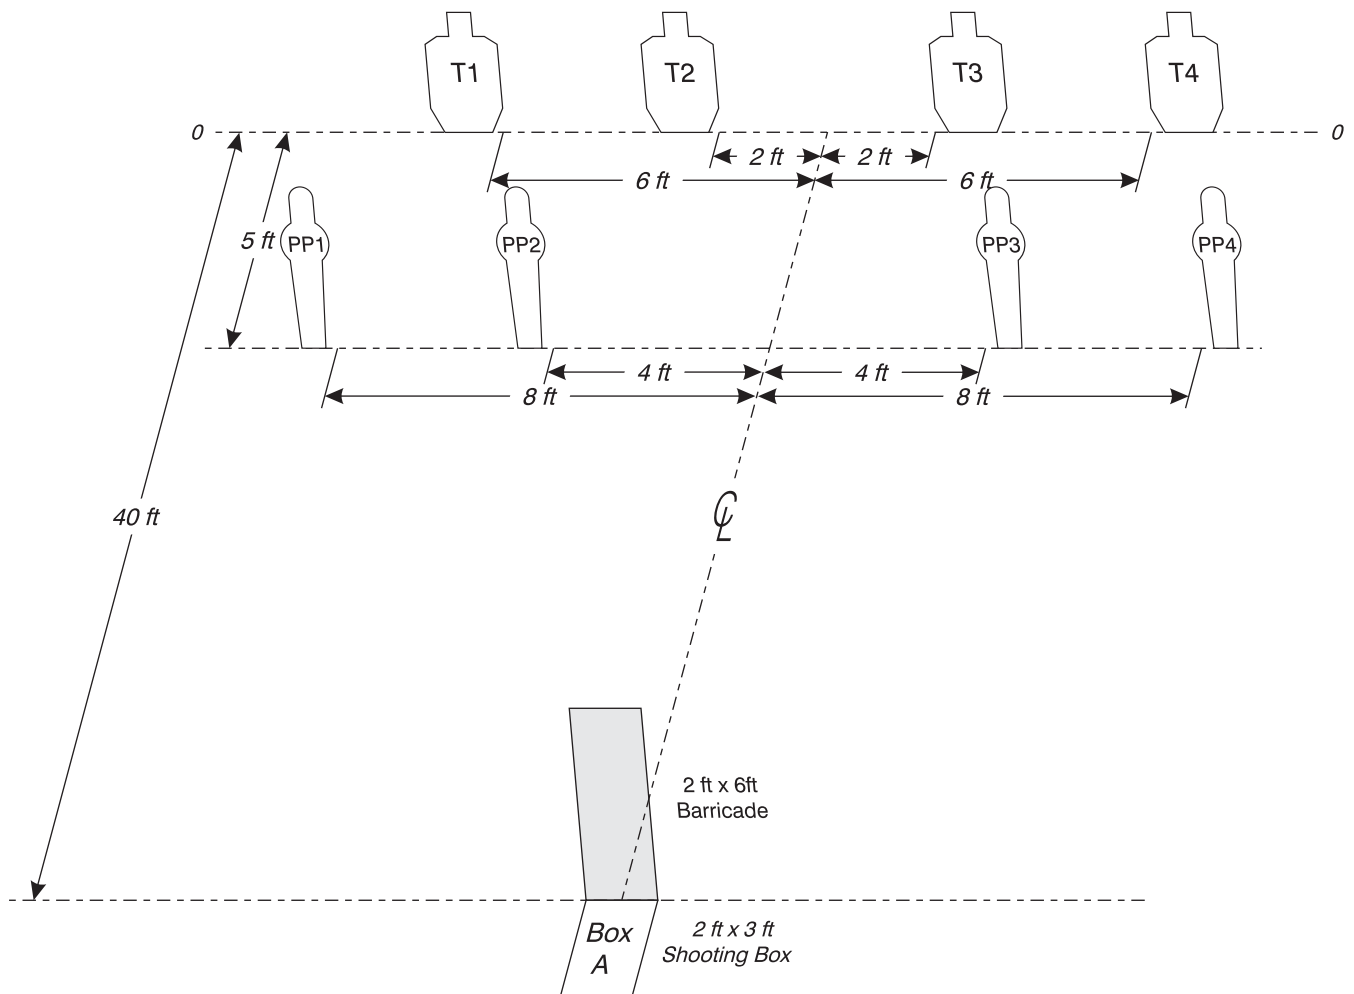 T1
T2
T3
T4
0
0
2 ft
2 ft
6 ft
6 ft
5 ft
PP1
PP2
PP3
PP4
4 ft
4 ft
8 ft
8 ft
40 ft
CL
2 ft x 6ft
Barricade
Box
A
2 ft x 3 ft
Shooting Box